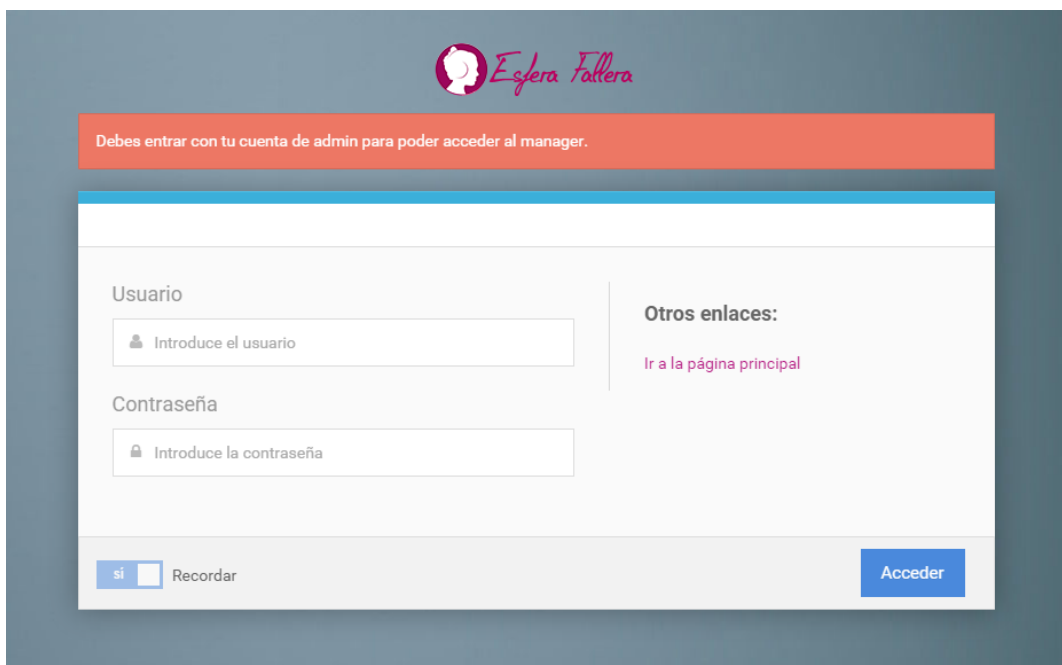 Esfera Fallera
Debes entrar con tu cuenta de admin para poder acceder al manager.
Usuario
Introduce el usuario
Contraseña
Introduce la contraseña
Otros enlaces:
Ir a la página principal
si
Recordar
Acceder